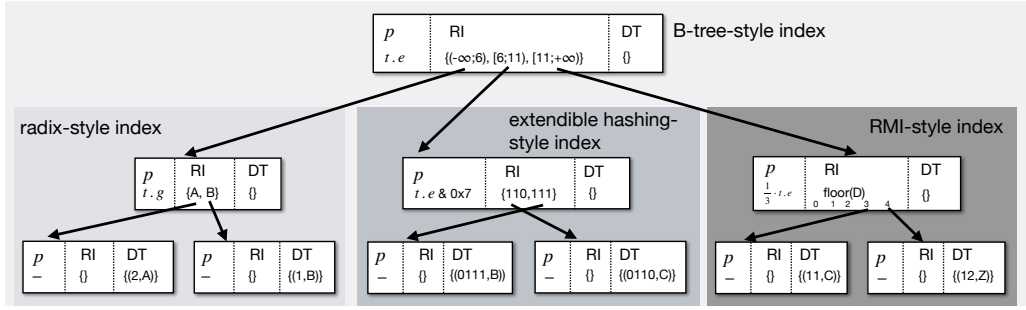 p RI DT B-tree-style index
t.e {(-∞;6), [6;11), [11;+∞)} {}
radix-style index
extendible hashing-
style index
RMI-style index
p RI DT
t.g {A, B} {}
p RI DT
t.e & 0x7 {110,111} {}
p RI DT
1/3 · t.e floor(D) {}
0 1 2 3 4
p RI DT
– {} {(2,A)}
p RI DT
– {} {(1,B)}
p RI DT
– {} {(0111,B))
p RI DT
– {} {(0110,C)}
p RI DT
– {} {(11,C)}
p RI DT
– {} {(12,Z)}